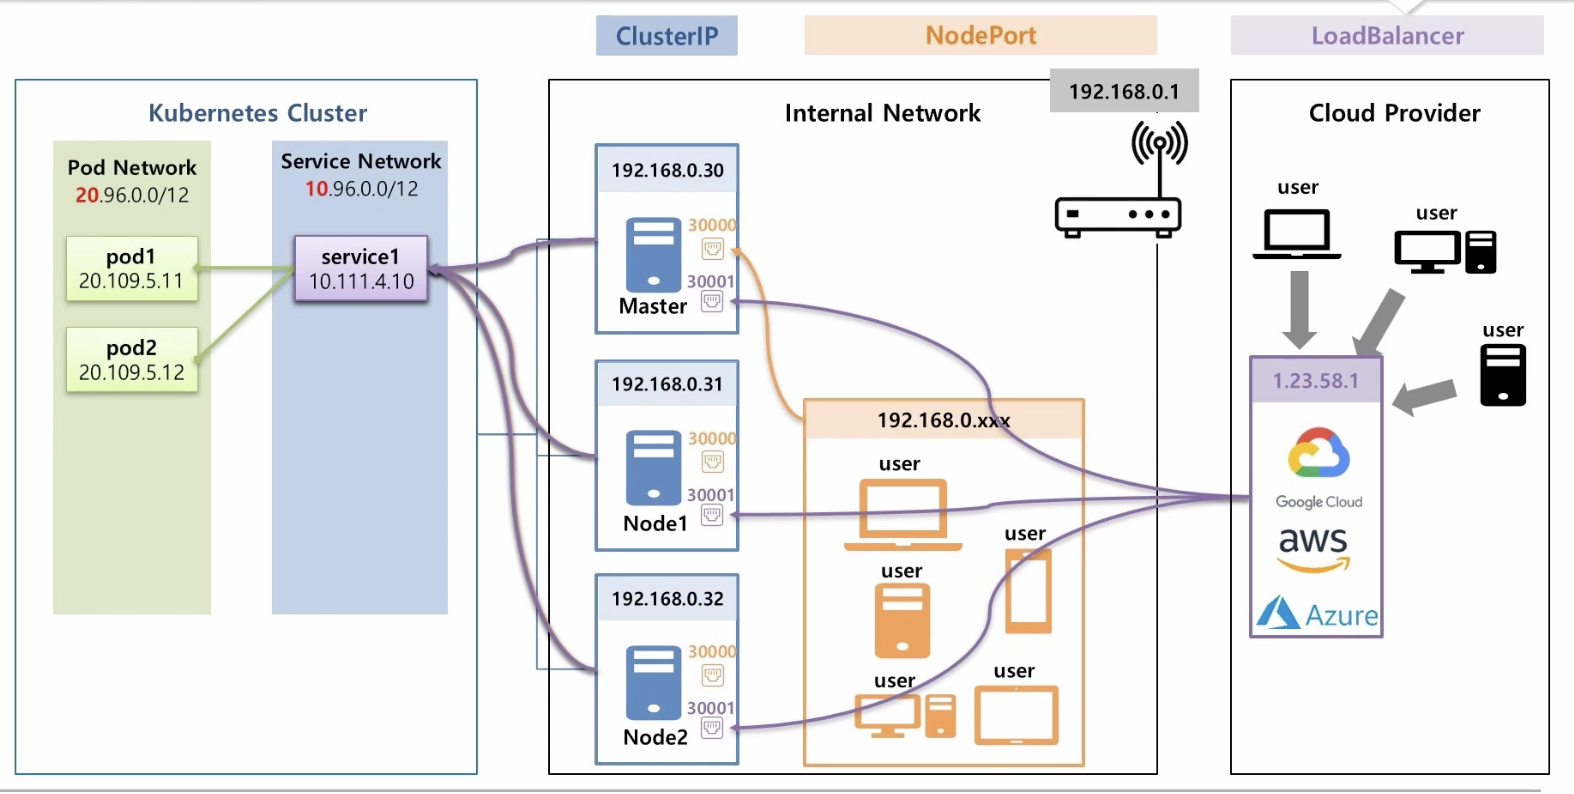 ClusterIP
NodePort
LoadBalancer
Kubernetes Cluster
Pod Network
20.96.0.0/12
pod1
20.109.5.11
pod2
20.109.5.12
Service Network
10.96.0.0/12
service1
10.111.4.10
Internal Network
192.168.0.1
192.168.0.30
30000
30001
Master
192.168.0.31
30000
30001
Node1
192.168.0.32
30000
30001
Node2
192.168.0.xxx
user
user
user
user
user
Cloud Provider
user
user
user
1.23.58.1
Google Cloud
aws
Azure